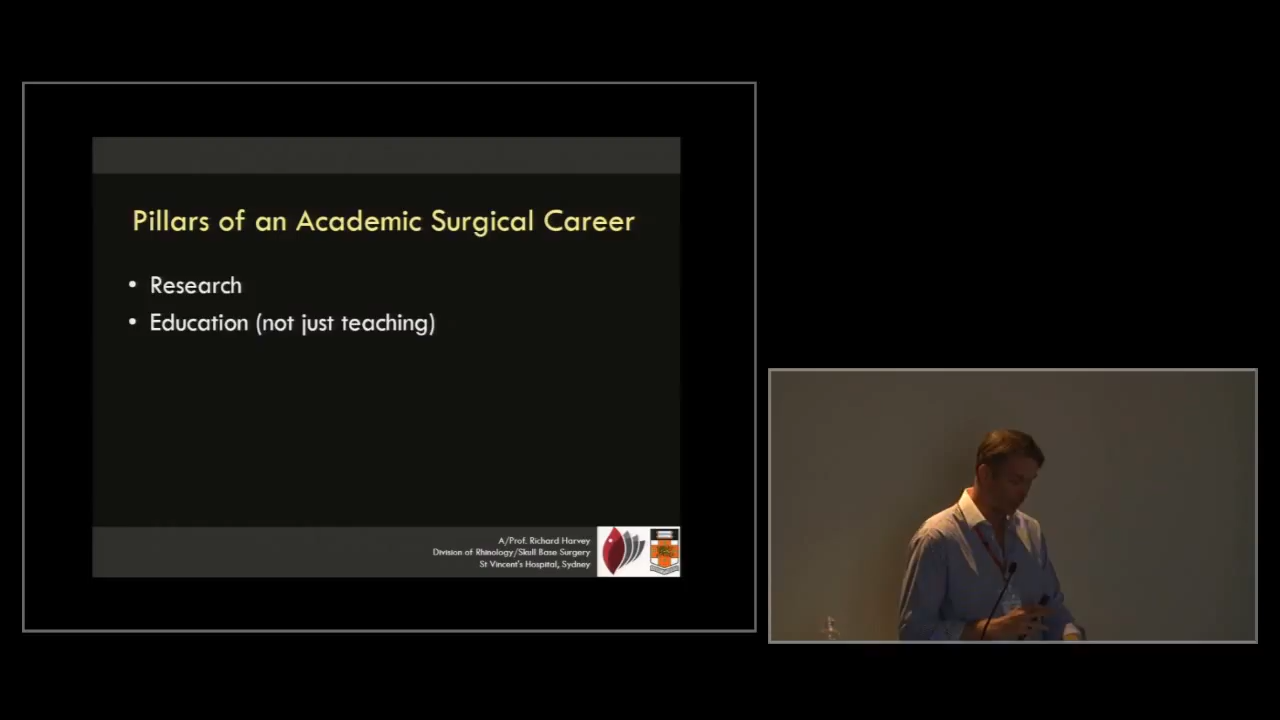 Pillars of an Academic Surgical Career
• Research
• Education (not just teaching)
A/Prof. Richard Harvey
Division of Rhinology/Skull Base Surgery
St Vincent's Hospital, Sydney